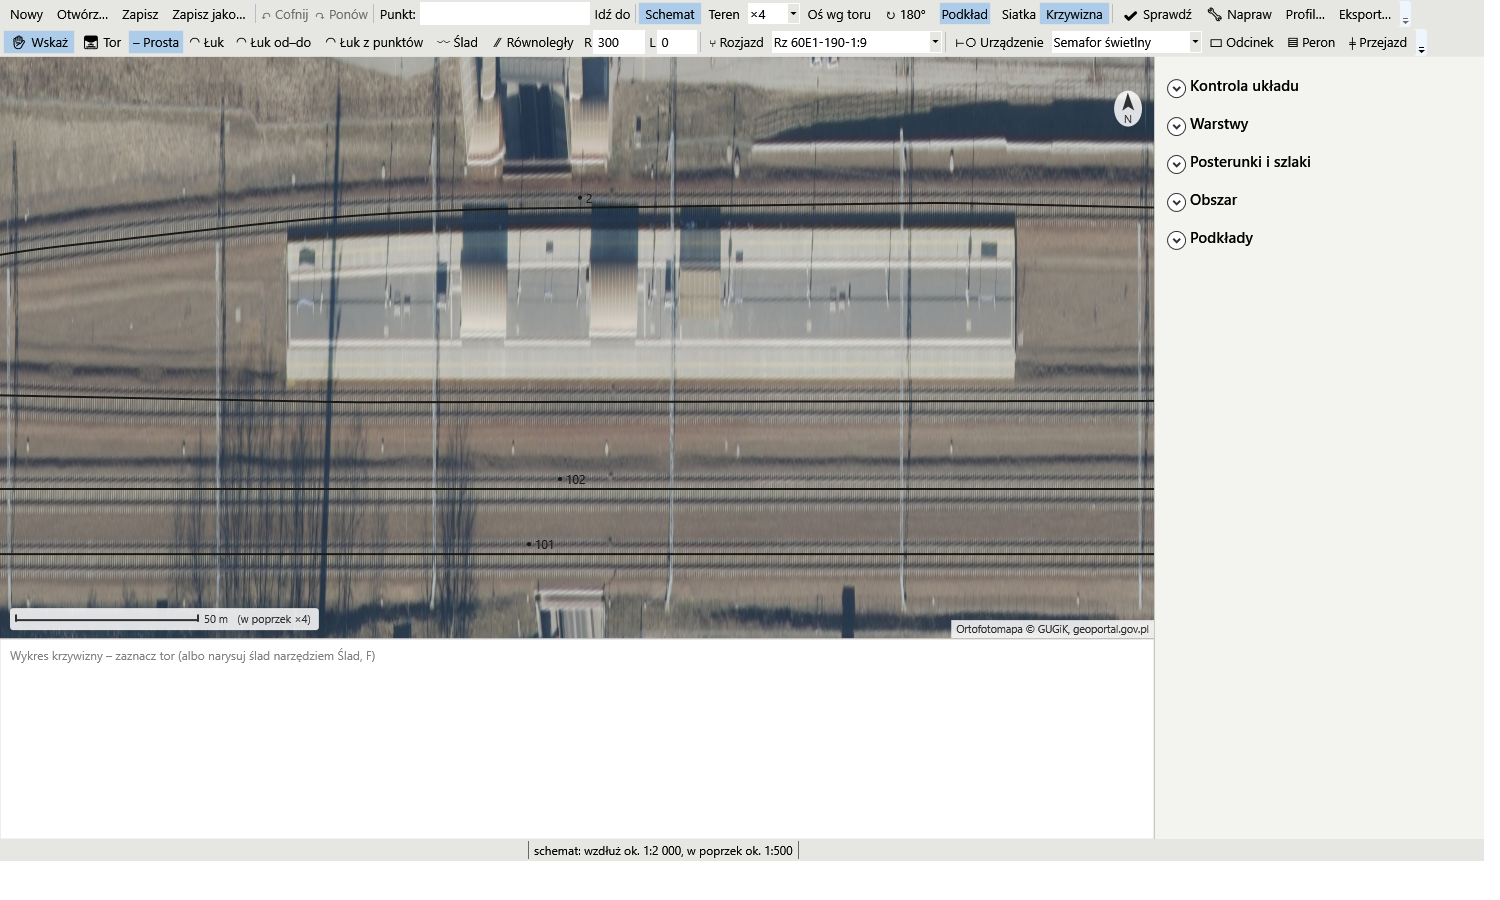 Nowy Otwórz... Zapisz Zapisz jako... Cofnij Ponów Punkt: Idź do Schemat Teren ×4 Oś wg toru ↻ 180° Podkład Siatka Krzywizna Sprawdź Napraw Profil... Eksport...
Wskaż Tor – Prosta Łuk Łuk od–do Łuk z punktów Ślad Równoległy R 300 L 0 Rozjazd Rz 60E1-190-1:9 Urządzenie Semafor świetlny Odcinek Peron Przejazd
Kontrola układu
Warstwy
Posterunki i szlaki
Obszar
Podkłady
N
2
102
101
50 m (w poprzek ×4)
Ortofotomapa © GUGiK, geoportal.gov.pl
Wykres krzywizny – zaznacz tor (albo narysuj ślad narzędziem Ślad, F)
schemat: wzdłuż ok. 1:2 000, w poprzek ok. 1:500